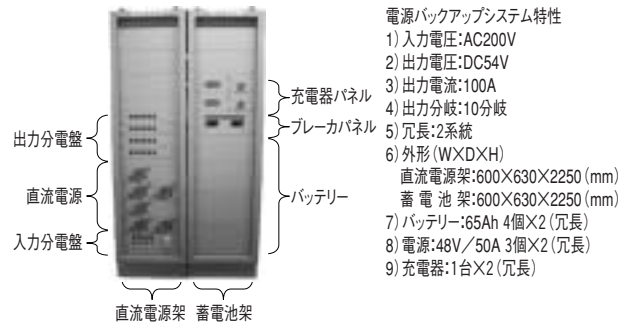 出力分電盤
直流電源
入力分電盤
充電器パネル
ブレーカパネル
バッテリー
直流電源架 蓄電池架
電源バックアップシステム特性
1)入力電圧:AC200V
2)出力電圧:DC54V
3)出力電流:100A
4)出力分岐:10分岐
5)冗長:2系統
6)外形(W×D×H)
直流電源架:600×630×2250(mm)
蓄 電 池 架:600×630×2250(mm)
7)バッテリー:65Ah 4個×2(冗長)
8)電源:48V/50A 3個×2(冗長)
9)充電器:1台×2(冗長)